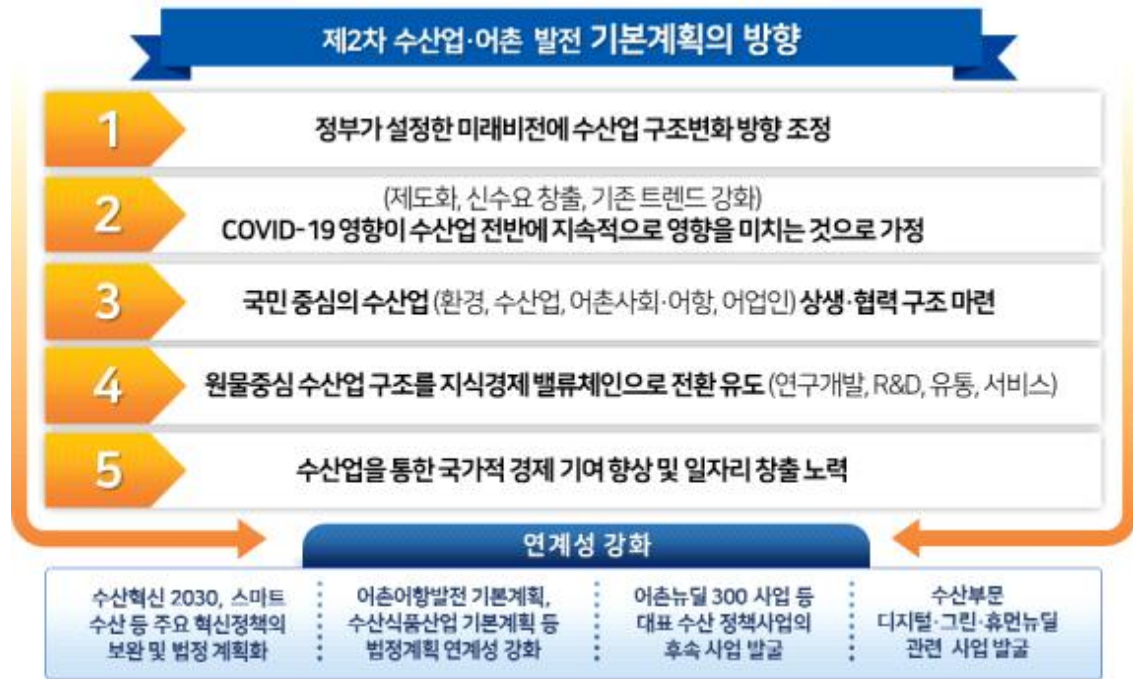 제2차 수산업·어촌 발전 기본계획의 방향
1
정부가 설정한 미래비전에 수산업 구조변화 방향 조정
2
(제도화, 신수요 창출, 기존 트렌드 강화)
COVID-19 영향이 수산업 전반에 지속적으로 영향을 미치는 것으로 가정
3
국민 중심의 수산업 (환경, 수산업, 어촌사회·어항, 어업인) 상생·협력 구조 마련
4
원물중심 수산업 구조를 지식경제 밸류체인으로 전환 유도 (연구개발, R&D, 유통, 서비스)
5
수산업을 통한 국가적 경제 기여 향상 및 일자리 창출 노력
연계성 강화
수산혁신 2030, 스마트
수산 등 주요 혁신정책의
보완 및 법정 계획화
어촌어항발전 기본계획,
수산식품산업 기본계획 등
법정계획 연계성 강화
어촌뉴딜 300 사업 등
대표 수산 정책사업의
후속 사업 발굴
수산부문
디지털·그린·휴먼뉴딜
관련 사업 발굴